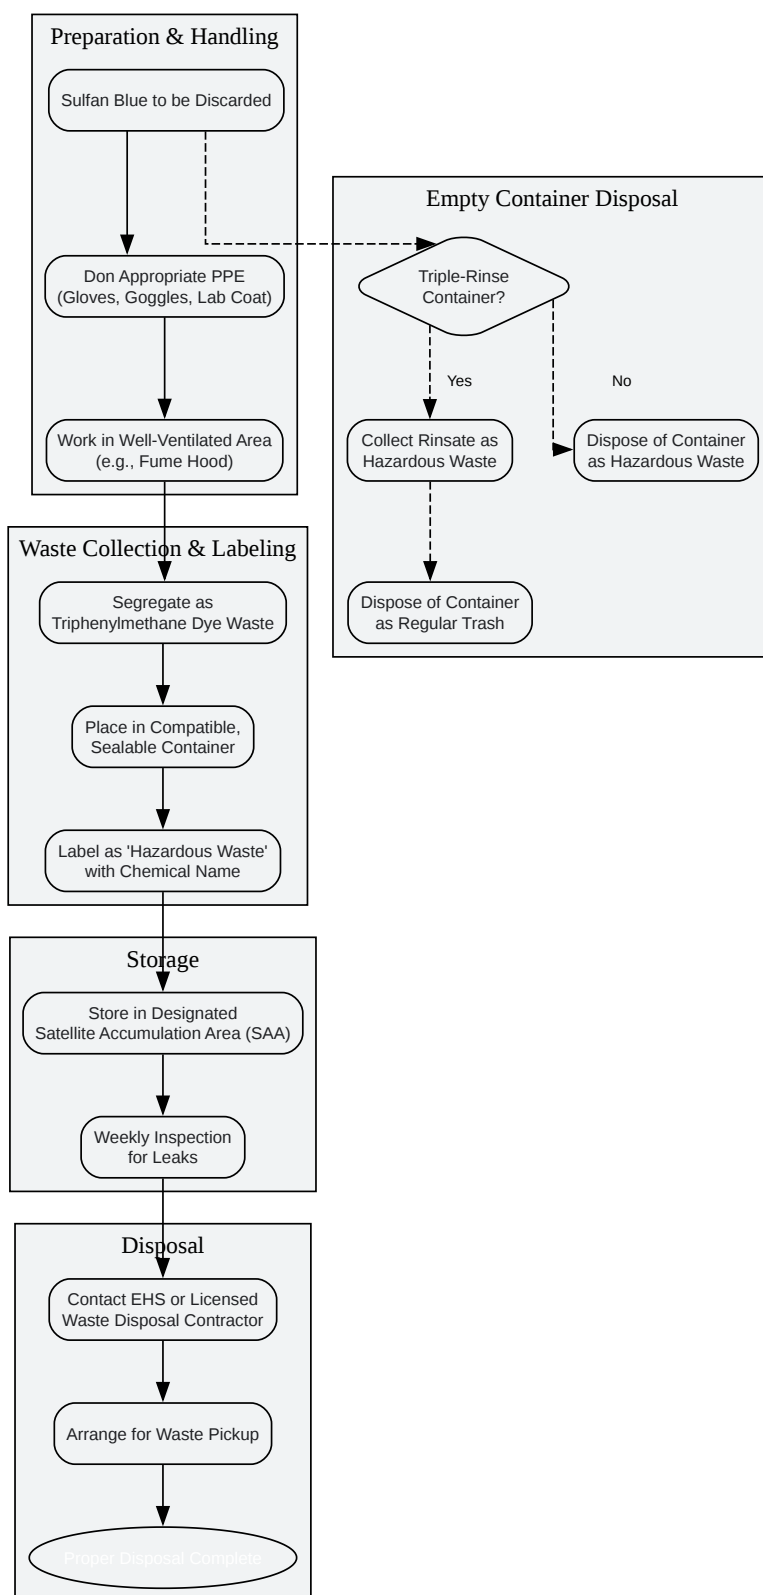 Preparation & Handling
Sulfan Blue to be Discarded
Don Appropriate PPE
(Gloves, Goggles, Lab Coat)
Work in Well-Ventilated Area
(e.g., Fume Hood)
Empty Container Disposal
Triple-Rinse
Container?
Yes
No
Collect Rinsate as
Hazardous Waste
Dispose of Container
as Hazardous Waste
Dispose of Container
as Regular Trash
Waste Collection & Labeling
Segregate as
Triphenylmethane Dye Waste
Place in Compatible,
Sealable Container
Label as 'Hazardous Waste'
with Chemical Name
Storage
Store in Designated
Satellite Accumulation Area (SAA)
Weekly Inspection
for Leaks
Disposal
Contact EHS or Licensed
Waste Disposal Contractor
Arrange for Waste Pickup
Proper Disposal Complete